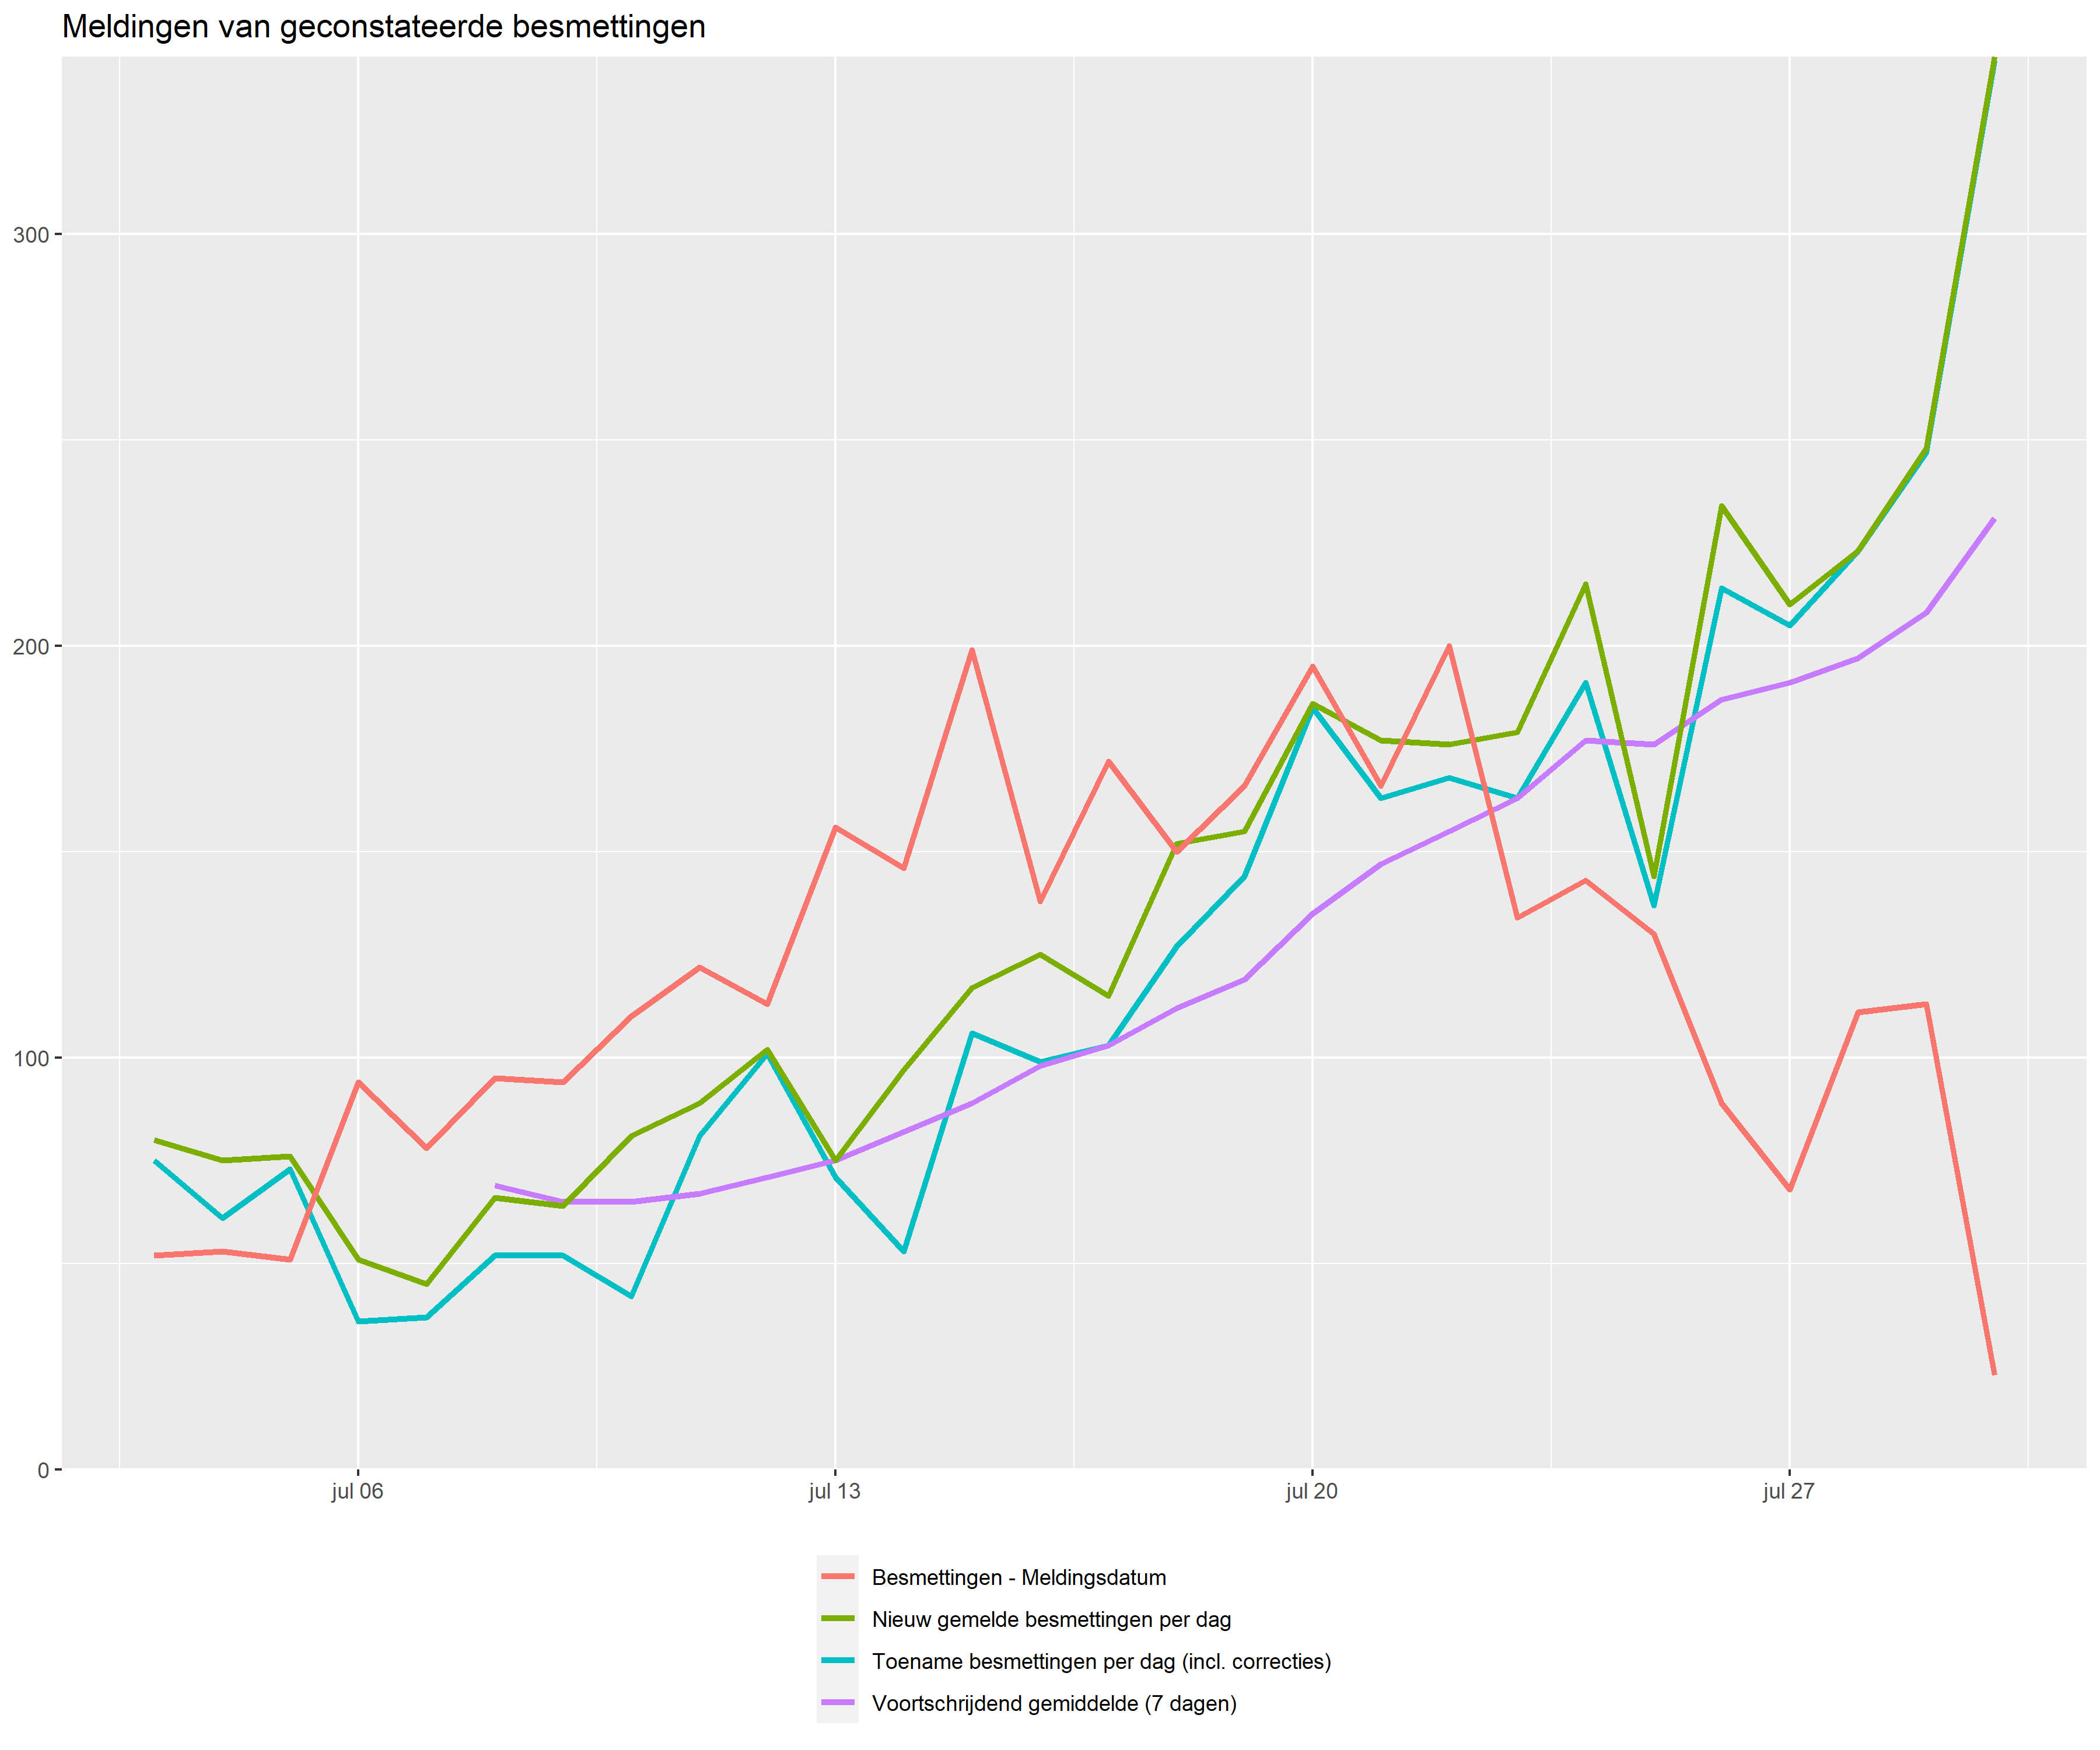 Meldingen van geconstateerde besmettingen
300
200
100
0
jul 06 jul 13 jul 20 jul 27
Besmettingen - Meldingsdatum
Nieuw gemelde besmettingen per dag
Toename besmettingen per dag (incl. correcties)
Voortschrijdend gemiddelde (7 dagen)